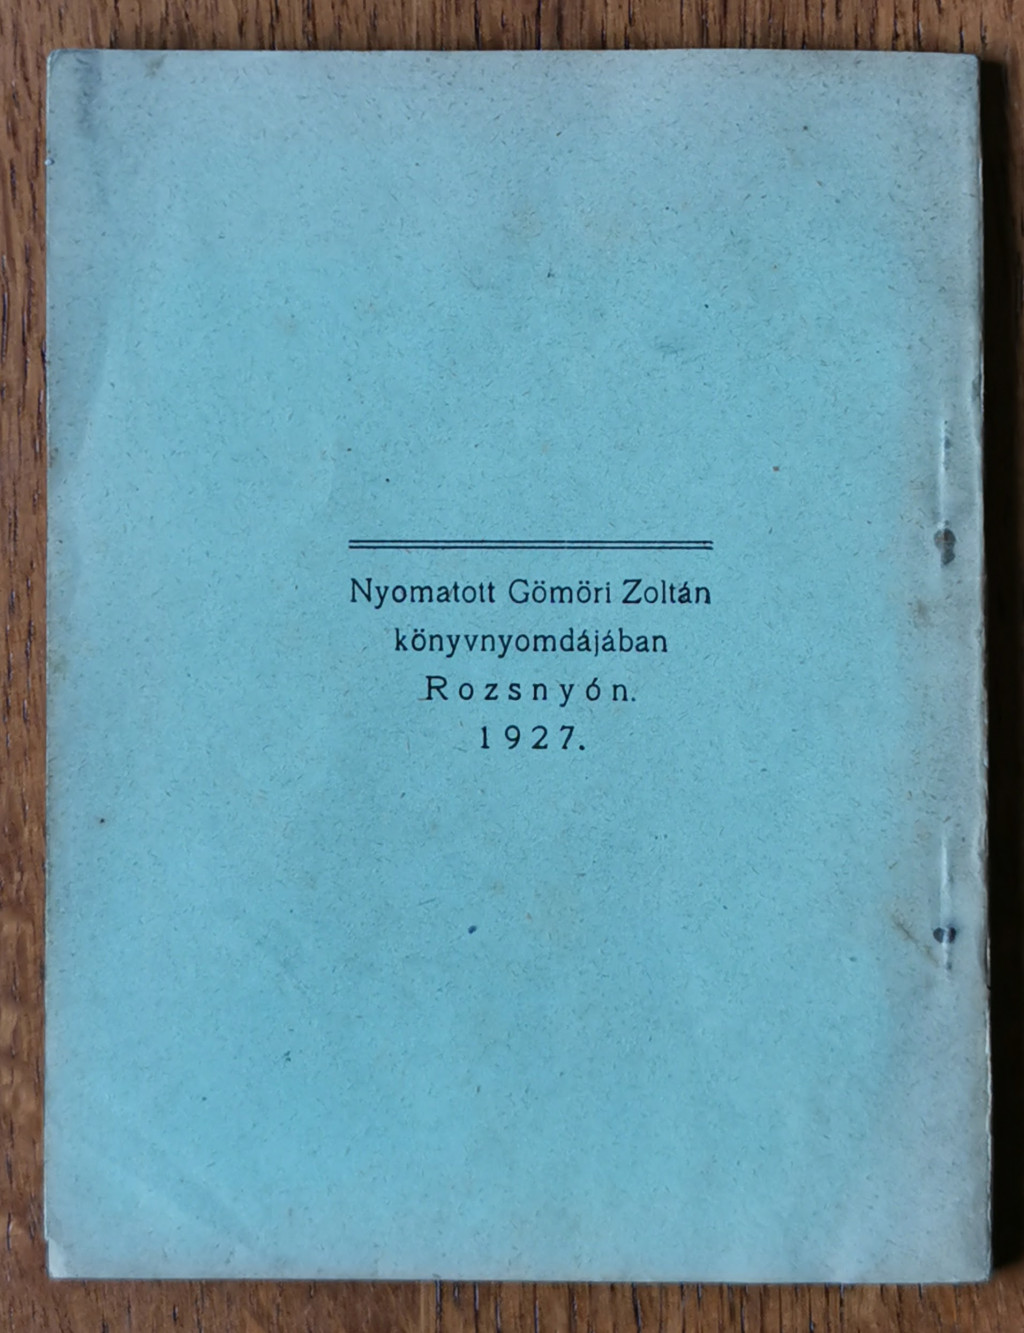 Nyomatott Gömöri Zoltán
könyvnyomdájában
Rozsnyón.
1927.